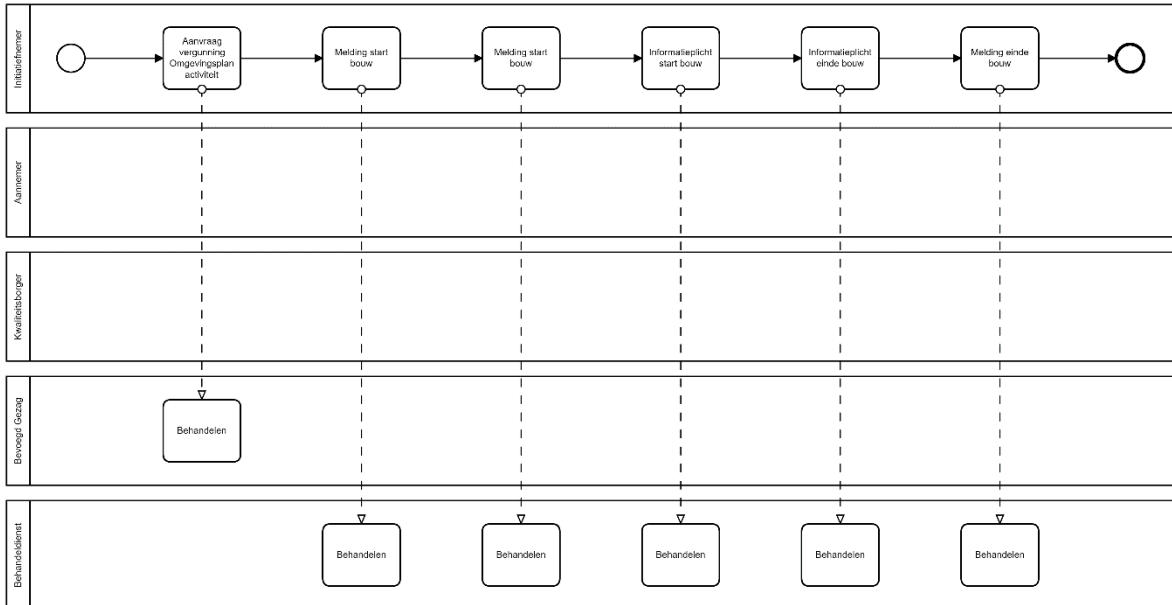 Initiatiefnemer
Aanvraag
vergunning
Omgevingsplan
activiteit
Melding start
bouw
Melding start
bouw
Informatieplicht
start bouw
Informatieplicht
einde bouw
Melding einde
bouw
Aannemer
Kwaliteitsborger
Bevoegd Gezag
Behandelen
Behandeldienst
Behandelen
Behandelen
Behandelen
Behandelen
Behandelen